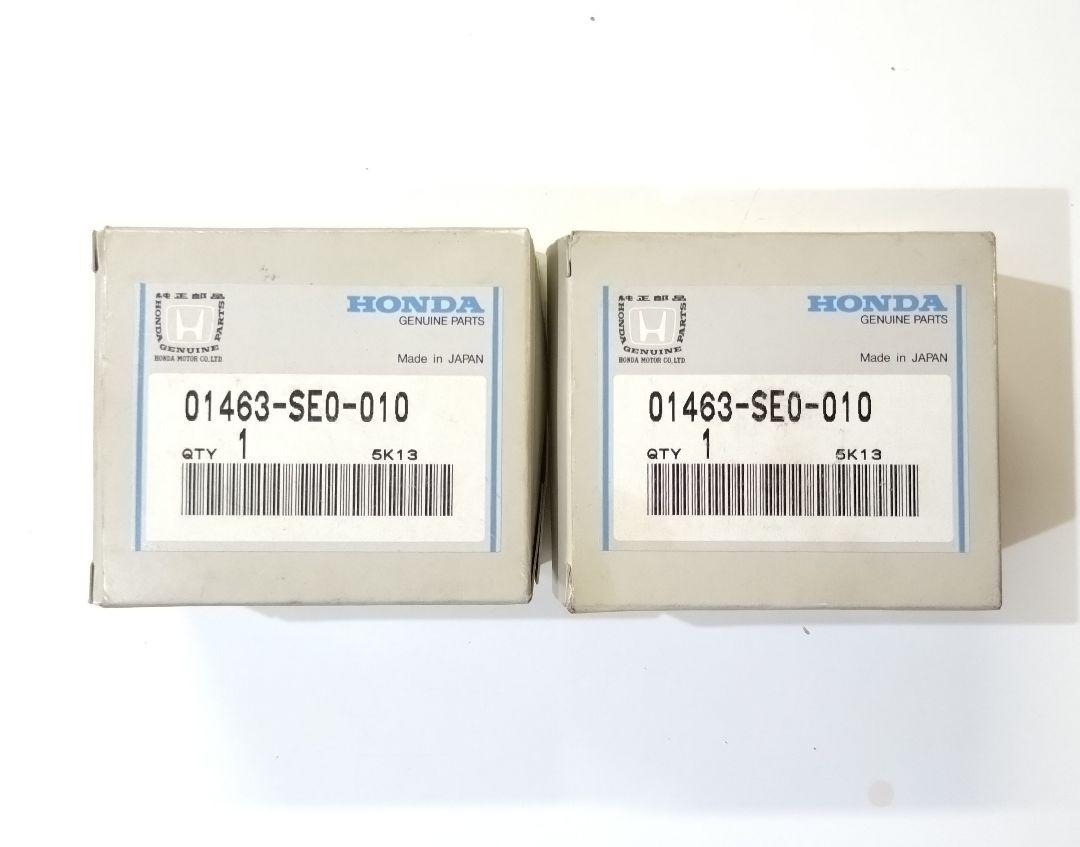 純正部品
HONDA GENUINE PARTS
HONDA MOTOR CO.,LTD.
HONDA
GENUINE PARTS
Made in JAPAN
01463-SE0-010
QTY 1 5K13
純正部品
HONDA GENUINE PARTS
HONDA MOTOR CO.,LTD.
HONDA
GENUINE PARTS
Made in JAPAN
01463-SE0-010
QTY 1 5K13